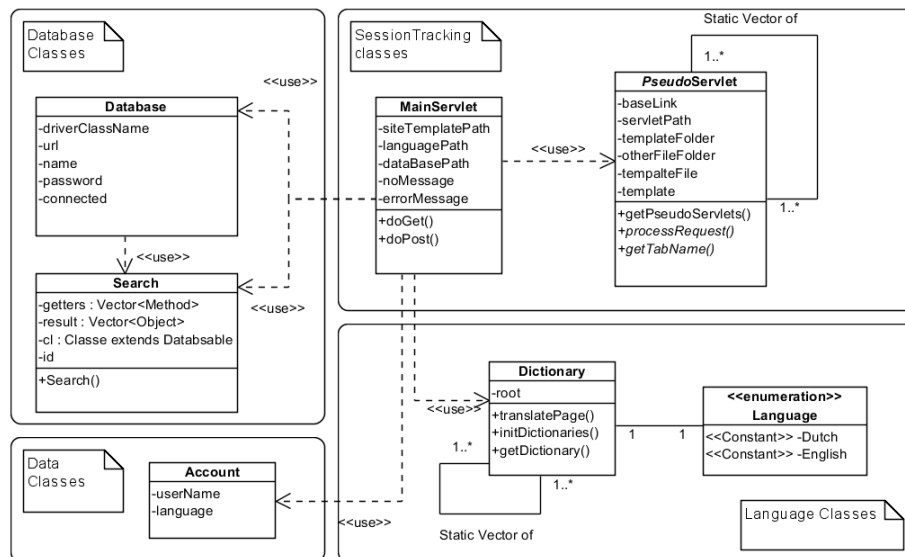 Database
Classes
<<use>>
Database
-driverClassName
-url
-name
-password
-connected
<<use>>
Search
-getters : Vector<Method>
-result : Vector<Object>
-cl : Classe extends Databsable
-id
+Search()
<<use>>
SessionTracking
classes
MainServlet
-siteTemplatePath
-languagePath
-dataBasePath
-noMessage
-errorMessage
+doGet()
+doPost()
<<use>>
Static Vector of
1..*
PseudoServlet
-baseLink
-servletPath
-templateFolder
-otherFileFolder
-tempalteFile
-template
+getPseudoServlets()
+processRequest()
+getTabName()
1..*
Data
Classes
Account
-userName
-language
<<use>>
<<use>>
Dictionary
-root
+translatePage()
+initDictionaries()
+getDictionary()
1..*
1..*
Static Vector of
1
1
<<enumeration>>
Language
<<Constant>> -Dutch
<<Constant>> -English
Language Classes